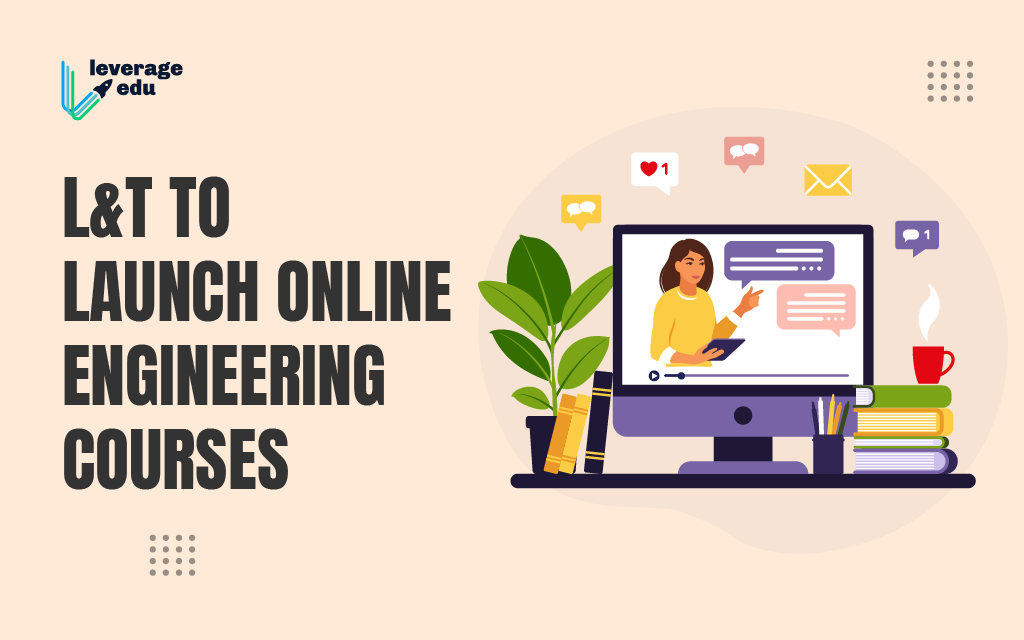 leverage
edu
L&T TO
LAUNCH ONLINE
ENGINEERING
COURSES
1
1